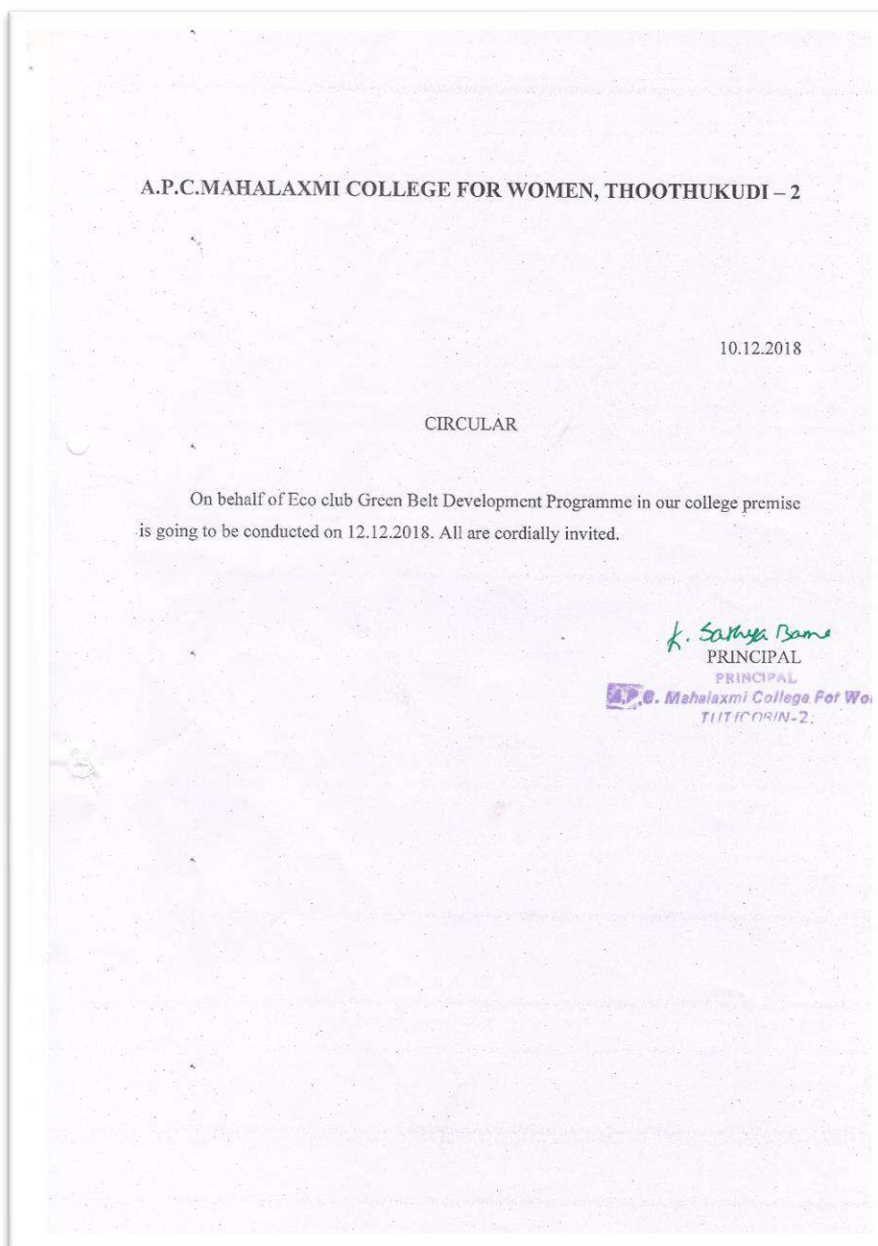 A.P.C.MAHALAXMI COLLEGE FOR WOMEN, THOOTHUKUDI – 2
10.12.2018
CIRCULAR
On behalf of Eco club Green Belt Development Programme in our college premise
is going to be conducted on 12.12.2018. All are cordially invited.
K. Sathya Bama
PRINCIPAL
PRINCIPAL
A.P.C. Mahalaxmi College For Wo
TUTICORIN-2.